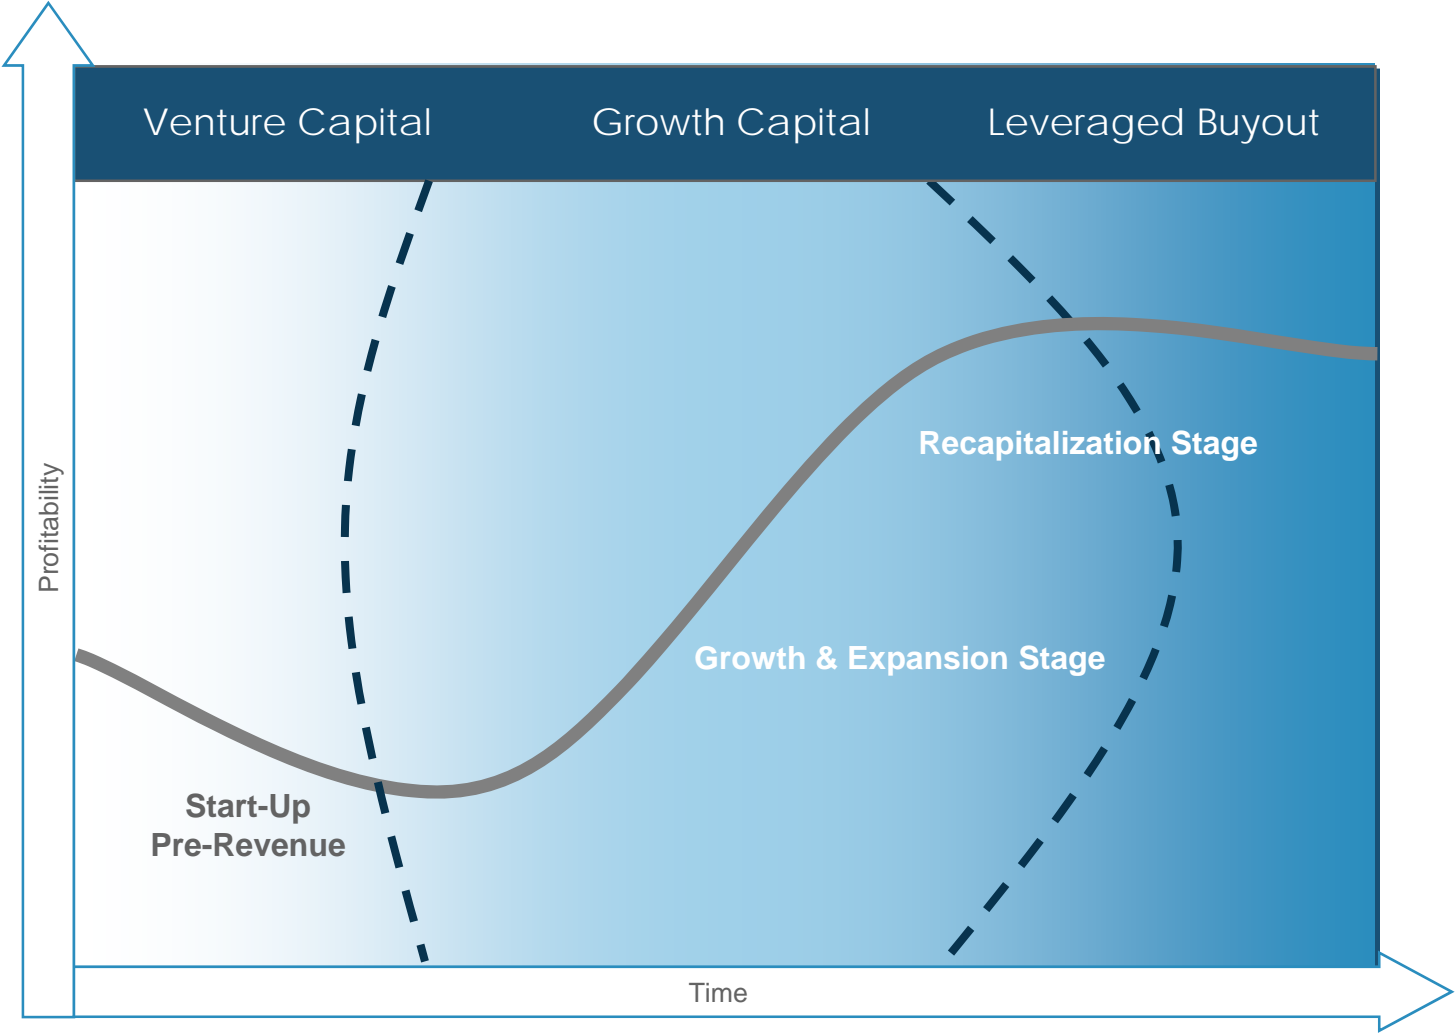 Venture Capital
Growth Capital
Leveraged Buyout
Recapitalization Stage
Profitability
Growth & Expansion Stage
Start-Up
Pre-Revenue
Time